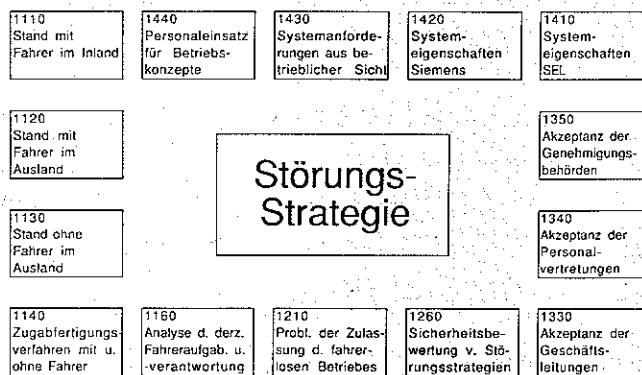 1110
Stand mit
Fahrer im Inland
1440
Personaleinsatz
für Betriebs-
konzepte
1430
Systemanforde-
rungen aus be-
trieblicher Sicht
1420
System-
eigenschaften
Siemens
1410
System-
eigenschaften
SEL
1120
Stand mit
Fahrer im
Ausland
1350
Akzeptanz der
Genehmigungs-
behörden
Störungs-
Strategie
1130
Stand ohne
Fahrer im
Ausland
1340
Akzeptanz der
Personal-
vertretungen
1140
Zugabfertigungs-
verfahren mit u.
ohne Fahrer
1160
Analyse d. derz.
Fahreraufgab. u.
-verantwortung
1210
Probl. der Zulas-
sung d. fahrer-
losen Betriebes
1260
Sicherheitsbe-
wertung v. Stö-
rungsstrategien
1330
Akzeptanz der
Geschäfts-
leitungen